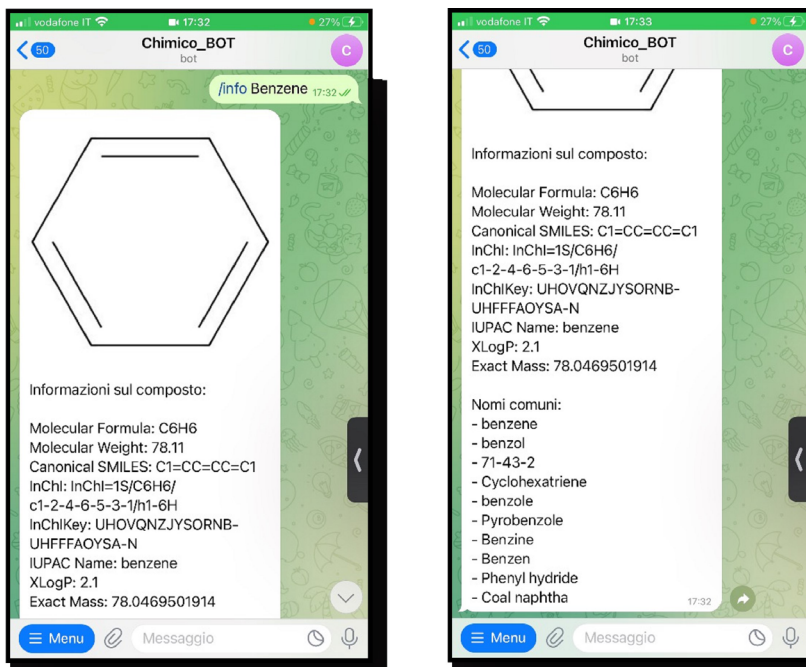 vodafone IT 17:32 27%
50 Chimico_BOT C
bot
/info Benzene 17:32
Informazioni sul composto:
Molecular Formula: C6H6
Molecular Weight: 78.11
Canonical SMILES: C1=CC=CC=C1
InChI: InChI=1S/C6H6/
c1-2-4-6-5-3-1/h1-6H
InChIKey: UHOVQNZJYSORNB-
UHFFFAOYSA-N
IUPAC Name: benzene
XLogP: 2.1
Exact Mass: 78.0469501914
Menu Messaggio
vodafone IT 17:33 27%
50 Chimico_BOT C
bot
Informazioni sul composto:
Molecular Formula: C6H6
Molecular Weight: 78.11
Canonical SMILES: C1=CC=CC=C1
InChI: InChI=1S/C6H6/
c1-2-4-6-5-3-1/h1-6H
InChIKey: UHOVQNZJYSORNB-
UHFFFAOYSA-N
IUPAC Name: benzene
XLogP: 2.1
Exact Mass: 78.0469501914
Nomi comuni:
- benzene
- benzol
- 71-43-2
- Cyclohexatriene
- benzole
- Pyrobenzole
- Benzine
- Benzen
- Phenyl hydride
- Coal naphtha 17:32
Menu Messaggio